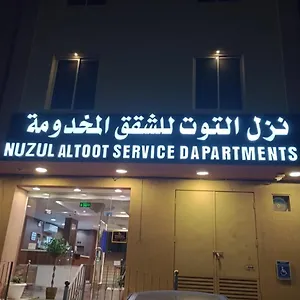 نزل التوت للشقق المخدومة
NUZUL ALTOOT SERVICE DAPARTMENTS